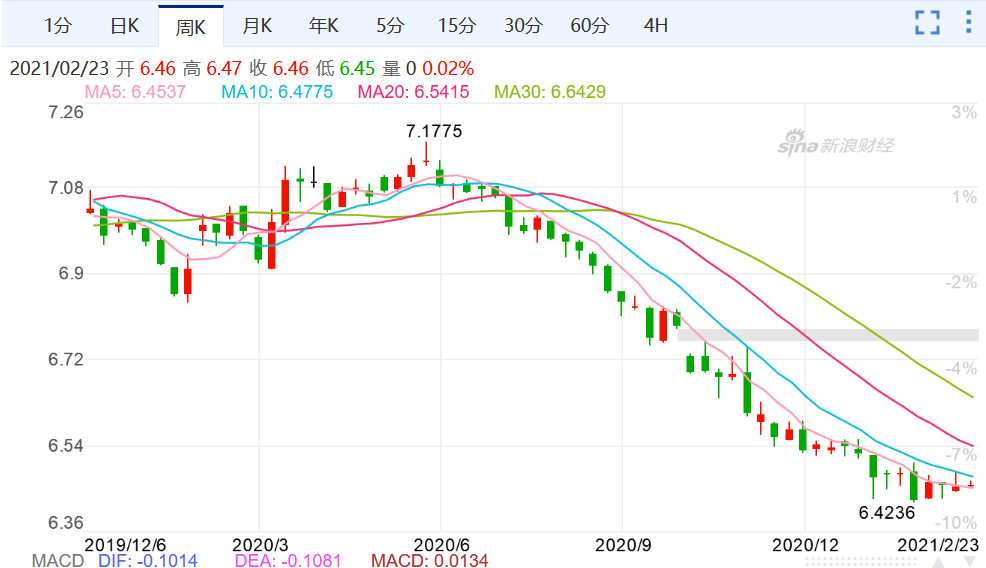 1分 日K 周K 月K 年K 5分 15分 30分 60分 4H
2021/02/23 开 6.46 高 6.47 收 6.46 低 6.45 量 0 0.02%
MA5: 6.4537 MA10: 6.4775 MA20: 6.5415 MA30: 6.6429
7.26 3%
7.1775
sina新浪财经
7.08 1%
6.9 -2%
6.72 -4%
6.54 -7%
6.4236
6.36 -10%
2019/12/6 2020/3 2020/6 2020/9 2020/12 2021/2/23
MACD DIF: -0.1014 DEA: -0.1081 MACD: 0.0134